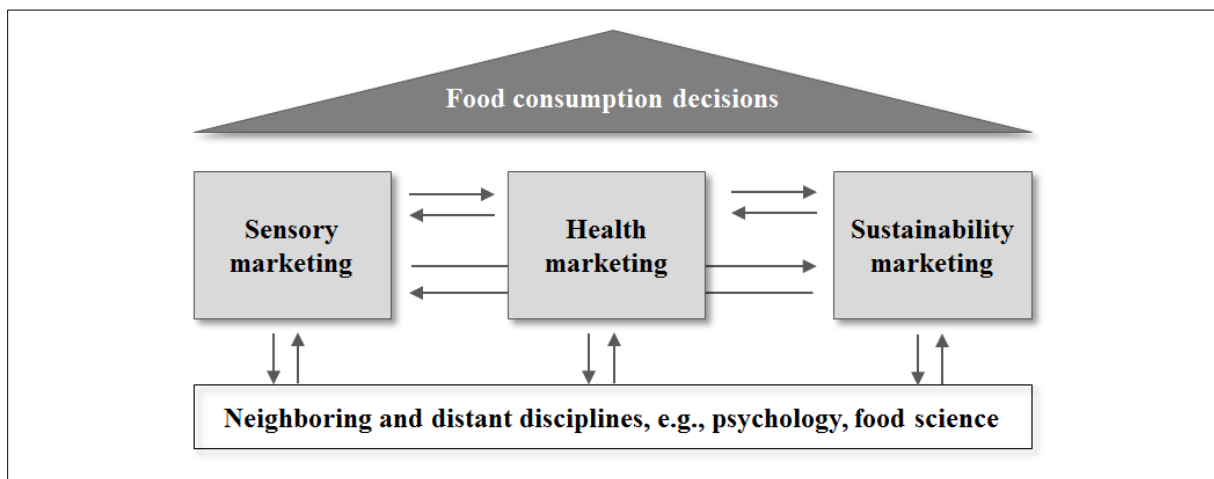 Food consumption decisions
Sensory
marketing
Health
marketing
Sustainability
marketing
Neighboring and distant disciplines, e.g., psychology, food science